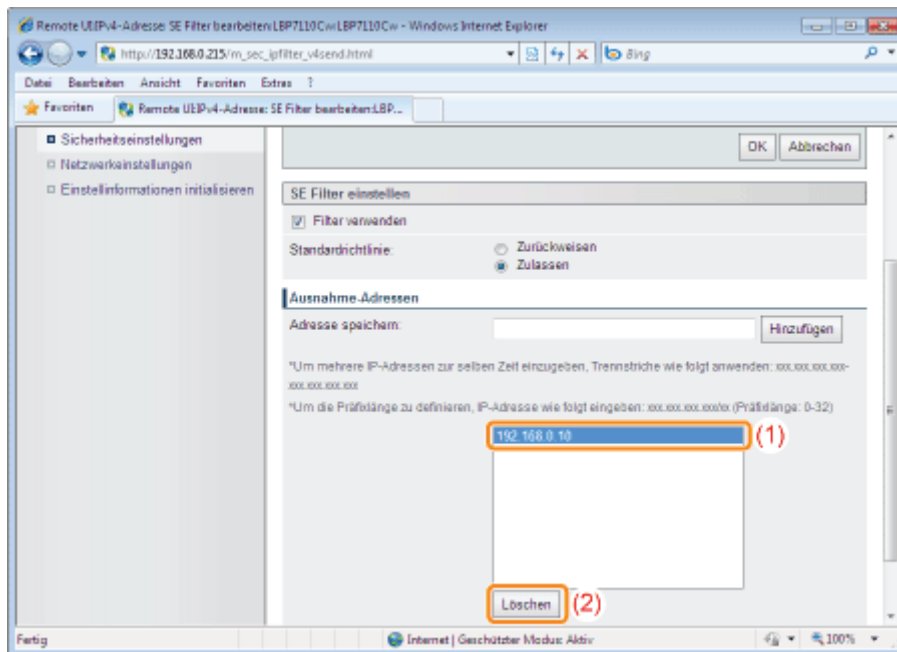 Remote UI:IPv4-Adresse: SE Filter bearbeiten:LBP7110Cw:LBP7110Cw - Windows Internet Explorer
http://192.168.0.215/m_sec_ipfilter_v4send.html
Bing
Datei Bearbeiten Ansicht Favoriten Extras ?
Favoriten
Remote UI:IPv4-Adresse: SE Filter bearbeiten:LBP...
Sicherheitseinstellungen
OK Abbrechen
Netzwerkeinstellungen
Einstellinformationen initialisieren
SE Filter einstellen
Filter verwenden
Standardrichtlinie: Zurückweisen
Zulassen
Ausnahme-Adressen
Adresse speichern: Hinzufügen
*Um mehrere IP-Adressen zur selben Zeit einzugeben, Trennstriche wie folgt anwenden: xxx.xxx.xxx.xxx-
xxx.xxx.xxx.xxx
*Um die Präfixlänge zu definieren, IP-Adresse wie folgt eingeben: xxx.xxx.xxx.xxx/xx (Präfixlänge: 0-32)
192.168.0.10 (1)
Löschen (2)
Fertig Internet | Geschützter Modus: Aktiv 100%